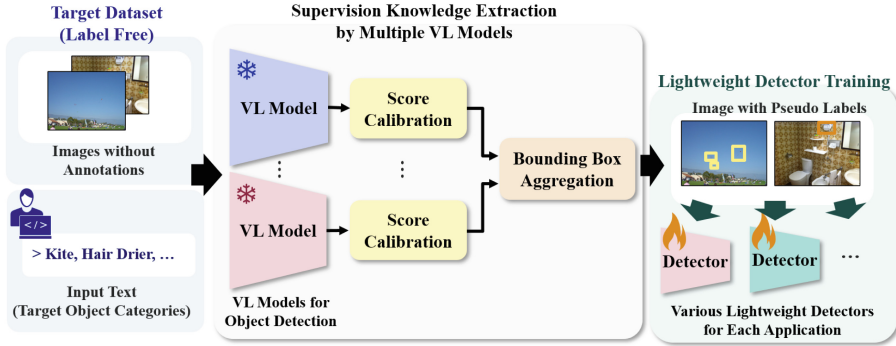 Target Dataset
(Label Free)
Images without
Annotations
</>
> Kite, Hair Drier, ...
Input Text
(Target Object Categories)
Supervision Knowledge Extraction
by Multiple VL Models
VL Model
Score
Calibration
...
...
VL Model
Score
Calibration
Bounding Box
Aggregation
VL Models for
Object Detection
Lightweight Detector Training
Image with Pseudo Labels
Detector
Detector
...
Various Lightweight Detectors
for Each Application